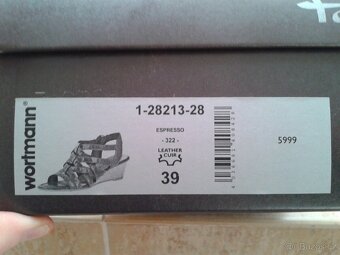 wortmann®
1-28213-28
ESPRESSO
- 322 -
LEATHER
CUIR
39
5999